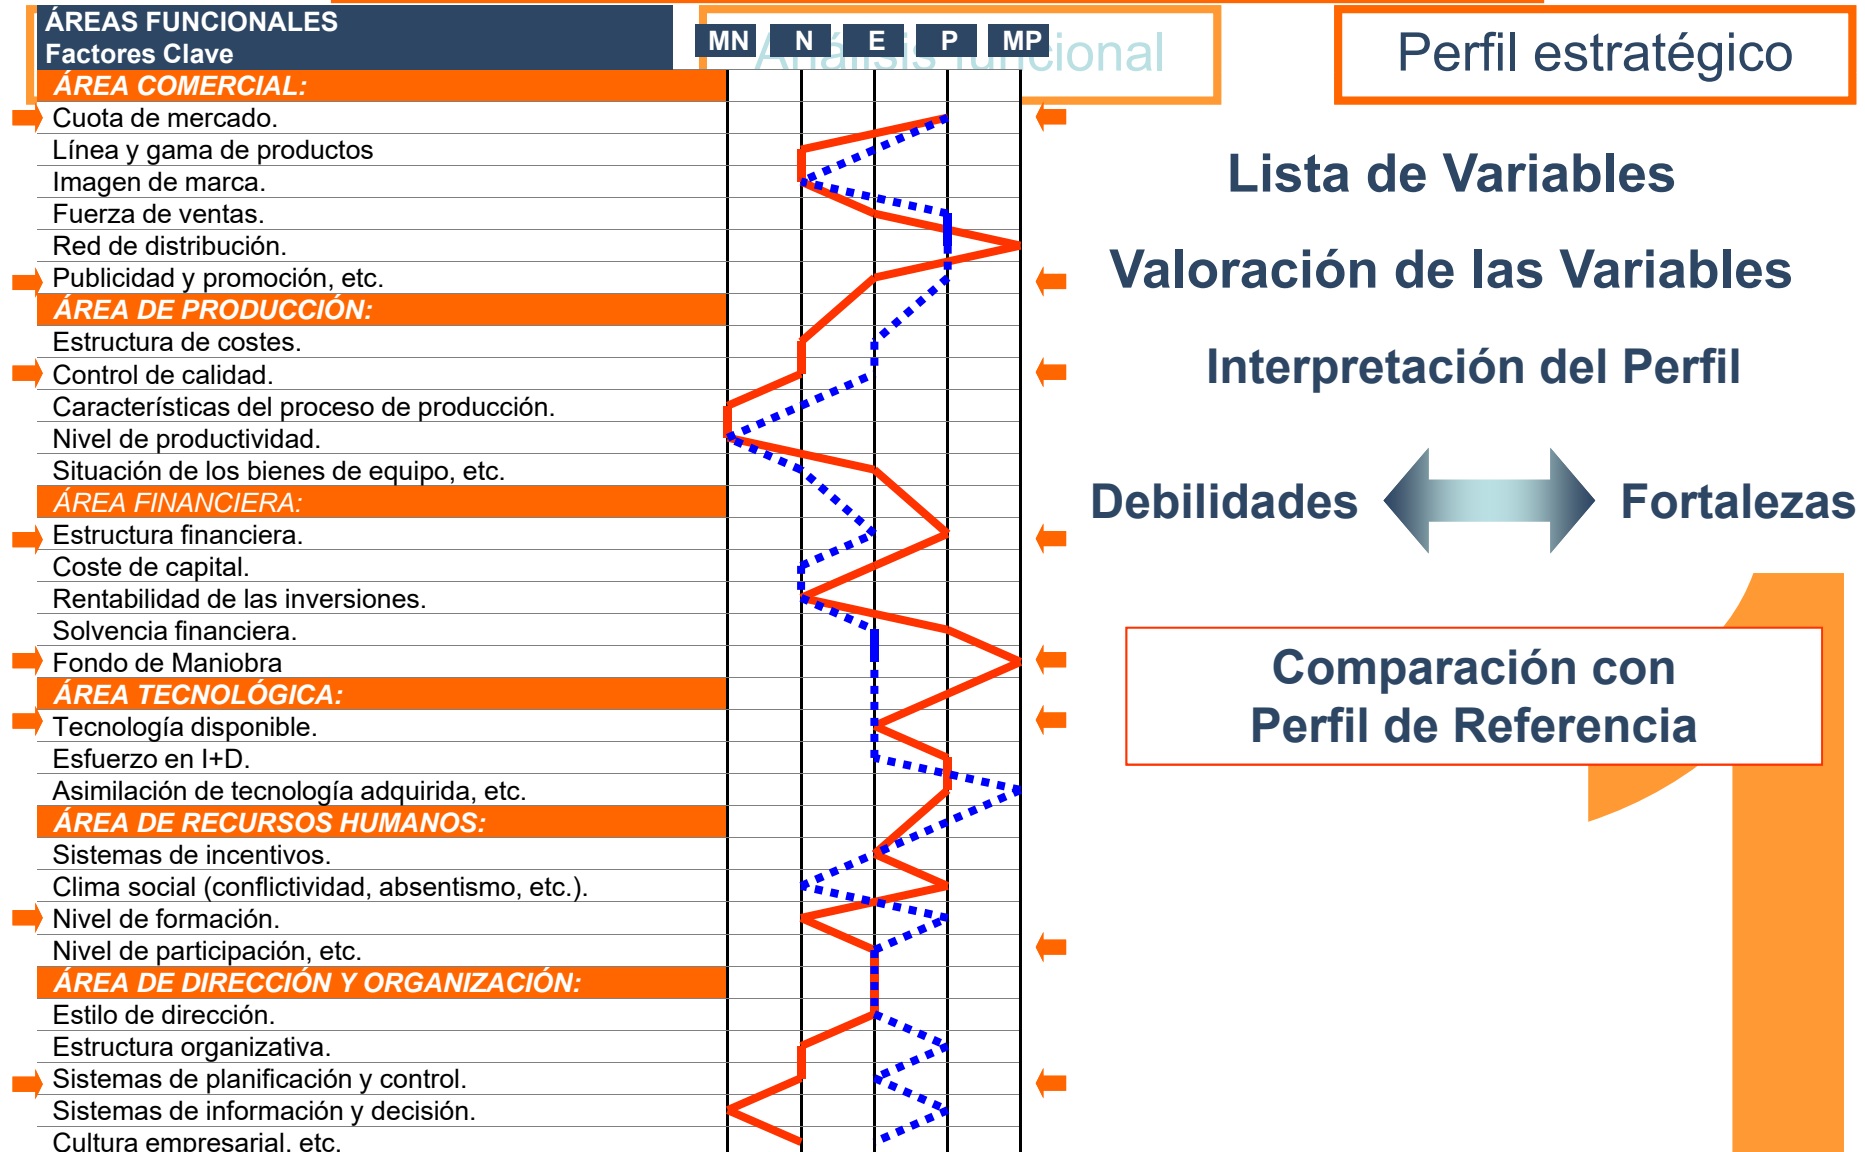 ÁREAS FUNCIONALES
Factores Clave
MN N E P MP
Análisis funcional
Perfil estratégico
ÁREA COMERCIAL:
Cuota de mercado.
Línea y gama de productos
Imagen de marca.
Fuerza de ventas.
Red de distribución.
Publicidad y promoción, etc.
ÁREA DE PRODUCCIÓN:
Estructura de costes.
Control de calidad.
Características del proceso de producción.
Nivel de productividad.
Situación de los bienes de equipo, etc.
ÁREA FINANCIERA:
Estructura financiera.
Coste de capital.
Rentabilidad de las inversiones.
Solvencia financiera.
Fondo de Maniobra
ÁREA TECNOLÓGICA:
Tecnología disponible.
Esfuerzo en I+D.
Asimilación de tecnología adquirida, etc.
ÁREA DE RECURSOS HUMANOS:
Sistemas de incentivos.
Clima social (conflictividad, absentismo, etc.).
Nivel de formación.
Nivel de participación, etc.
ÁREA DE DIRECCIÓN Y ORGANIZACIÓN:
Estilo de dirección.
Estructura organizativa.
Sistemas de planificación y control.
Sistemas de información y decisión.
Cultura empresarial, etc.
Lista de Variables
Valoración de las Variables
Interpretación del Perfil
Debilidades
Fortalezas
Comparación con
Perfil de Referencia
1